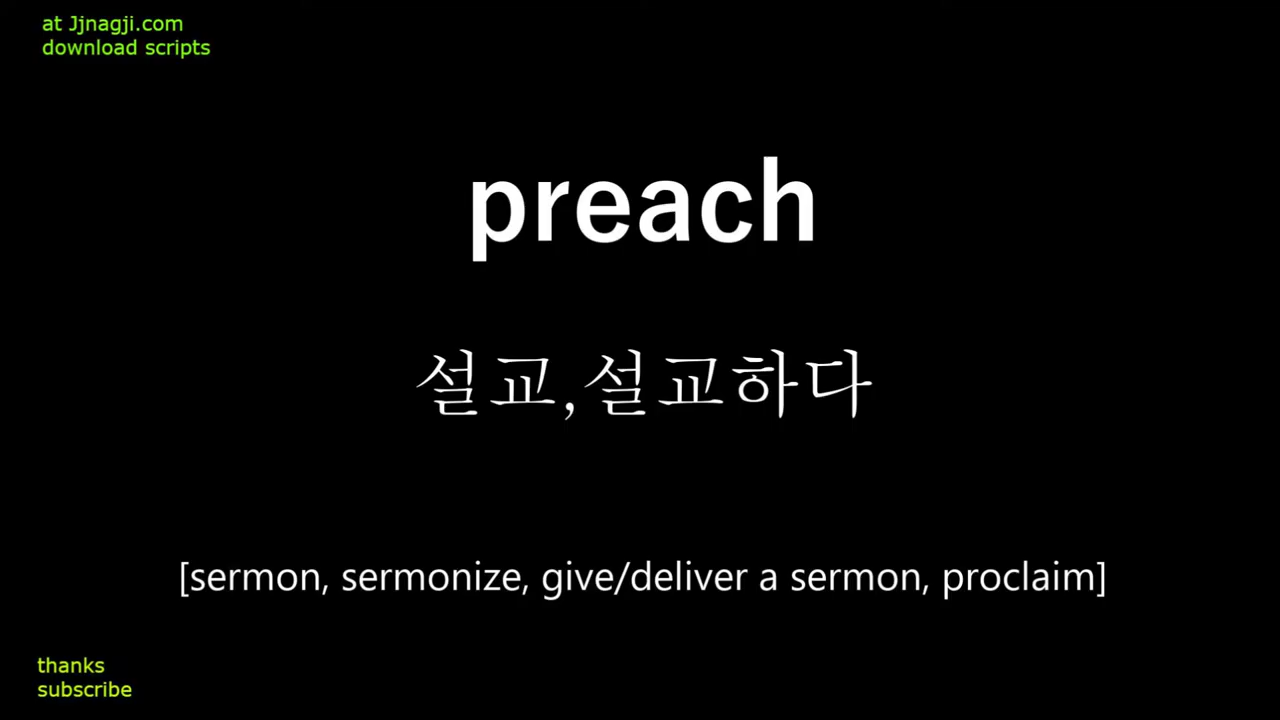 at Jjnagji.com
download scripts
preach
설교,설교하다
[sermon, sermonize, give/deliver a sermon, proclaim]
thanks
subscribe